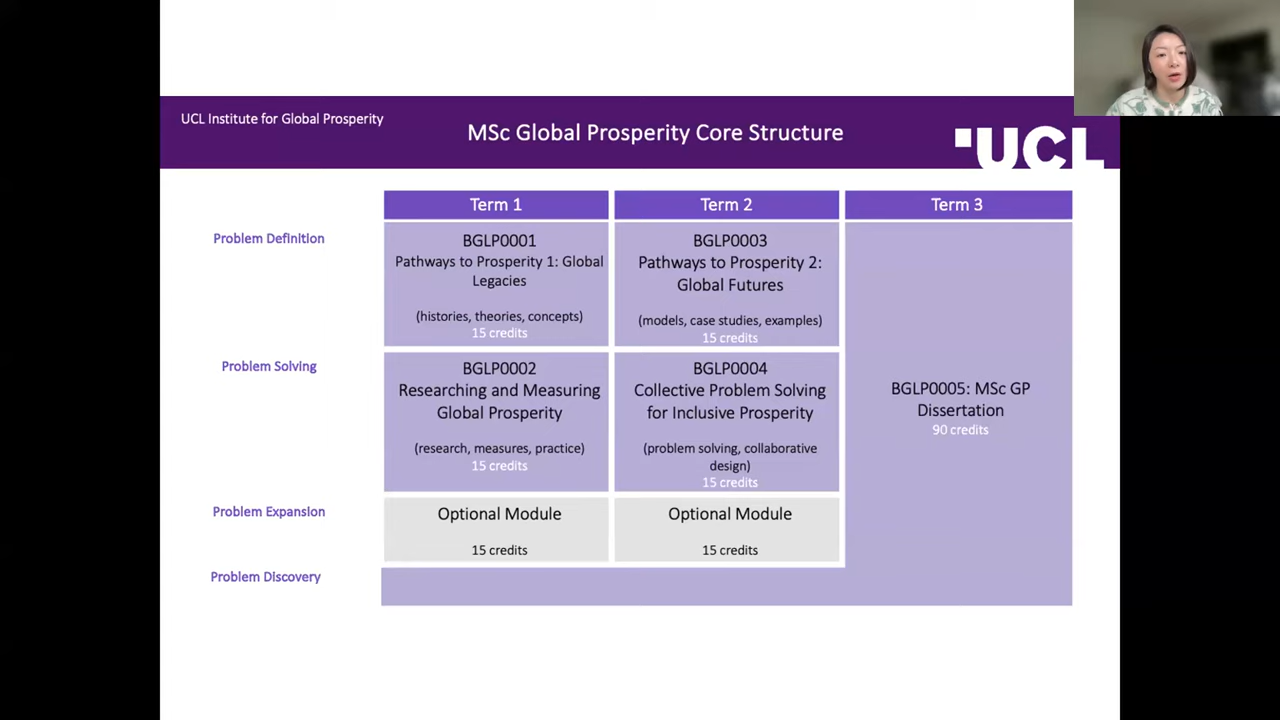 UCL Institute for Global Prosperity
MSc Global Prosperity Core Structure
UCL
Term 1
Term 2
Term 3
Problem Definition
BGLP0001
Pathways to Prosperity 1: Global
Legacies
(histories, theories, concepts)
15 credits
BGLP0003
Pathways to Prosperity 2:
Global Futures
(models, case studies, examples)
15 credits
Problem Solving
BGLP0002
Researching and Measuring
Global Prosperity
(research, measures, practice)
15 credits
BGLP0004
Collective Problem Solving
for Inclusive Prosperity
(problem solving, collaborative
design)
15 credits
BGLP0005: MSc GP
Dissertation
90 credits
Problem Expansion
Optional Module
15 credits
Optional Module
15 credits
Problem Discovery